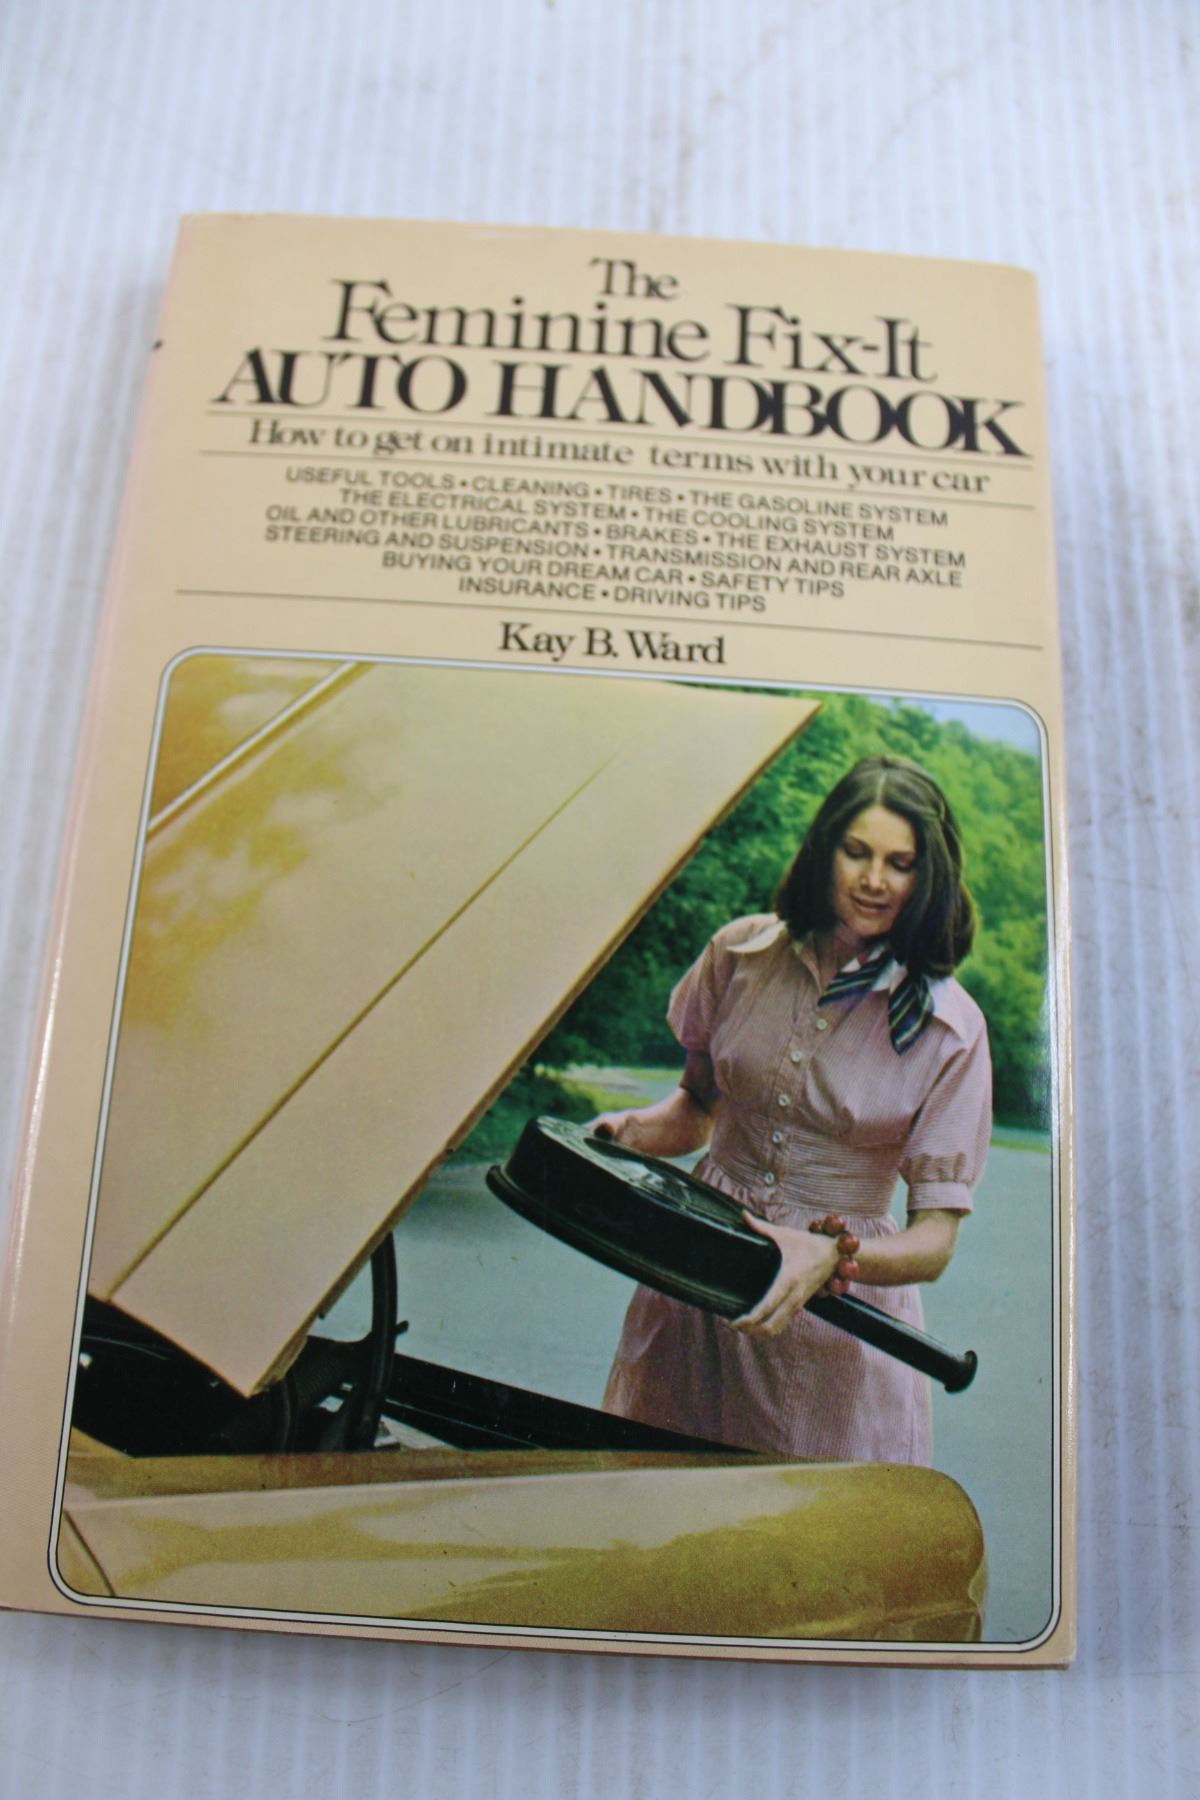 The
Feminine Fix-It
AUTO HANDBOOK
How to get on intimate terms with your car
USEFUL TOOLS • CLEANING • TIRES • THE GASOLINE SYSTEM
THE ELECTRICAL SYSTEM • THE COOLING SYSTEM
OIL AND OTHER LUBRICANTS • BRAKES • THE EXHAUST SYSTEM
STEERING AND SUSPENSION • TRANSMISSION AND REAR AXLE
BUYING YOUR DREAM CAR • SAFETY TIPS
INSURANCE • DRIVING TIPS
Kay B. Ward